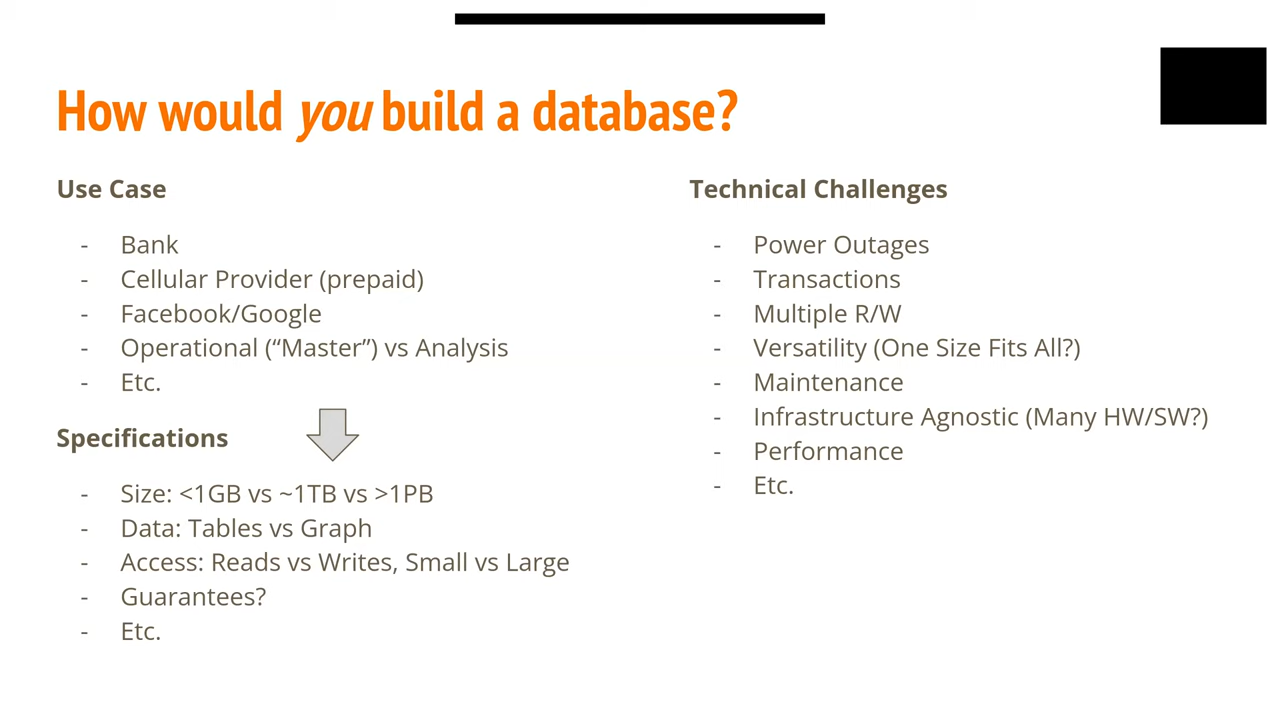 How would you build a database?
Use Case
- Bank
- Cellular Provider (prepaid)
- Facebook/Google
- Operational (“Master”) vs Analysis
- Etc.
Specifications
- Size: <1GB vs ~1TB vs >1PB
- Data: Tables vs Graph
- Access: Reads vs Writes, Small vs Large
- Guarantees?
- Etc.
Technical Challenges
- Power Outages
- Transactions
- Multiple R/W
- Versatility (One Size Fits All?)
- Maintenance
- Infrastructure Agnostic (Many HW/SW?)
- Performance
- Etc.